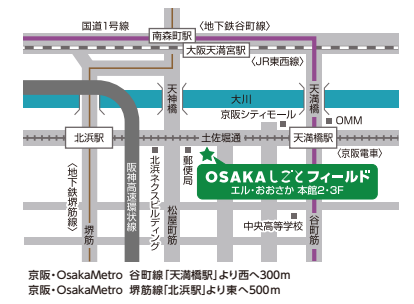 国道1号線
南森町駅
〈地下鉄谷町線〉
大阪天満宮駅
〈JR東西線〉
天神橋
大川
天満橋
京阪シティモール
OMM
北浜駅
土佐堀通
天満橋駅
〈京阪電車〉
〈地下鉄堺筋線〉
堺筋
阪神高速環状線
北浜ネクスビルディング
松屋町筋
郵便局
OSAKAしごとフィールド
エル・おおさか 本館2・3F
中央高等学校
谷町筋
京阪・OsakaMetro 谷町線「天満橋駅」より西へ300m
京阪・OsakaMetro 堺筋線「北浜駅」より東へ500m